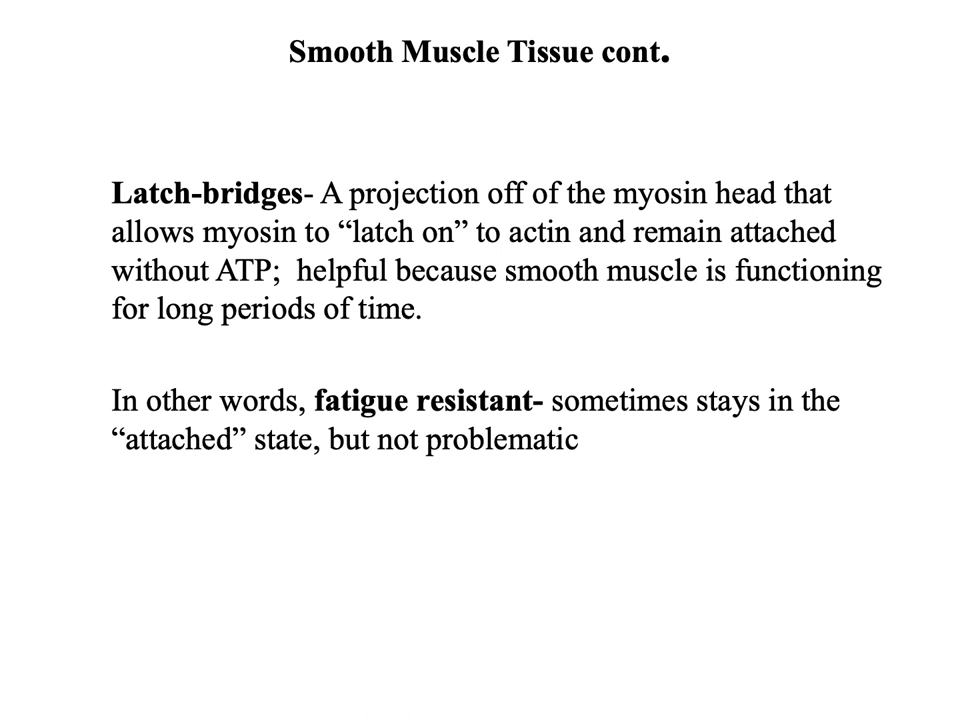 Smooth Muscle Tissue cont.
Latch-bridges- A projection off of the myosin head that
allows myosin to “latch on” to actin and remain attached
without ATP;  helpful because smooth muscle is functioning
for long periods of time.
In other words, fatigue resistant- sometimes stays in the
“attached” state, but not problematic